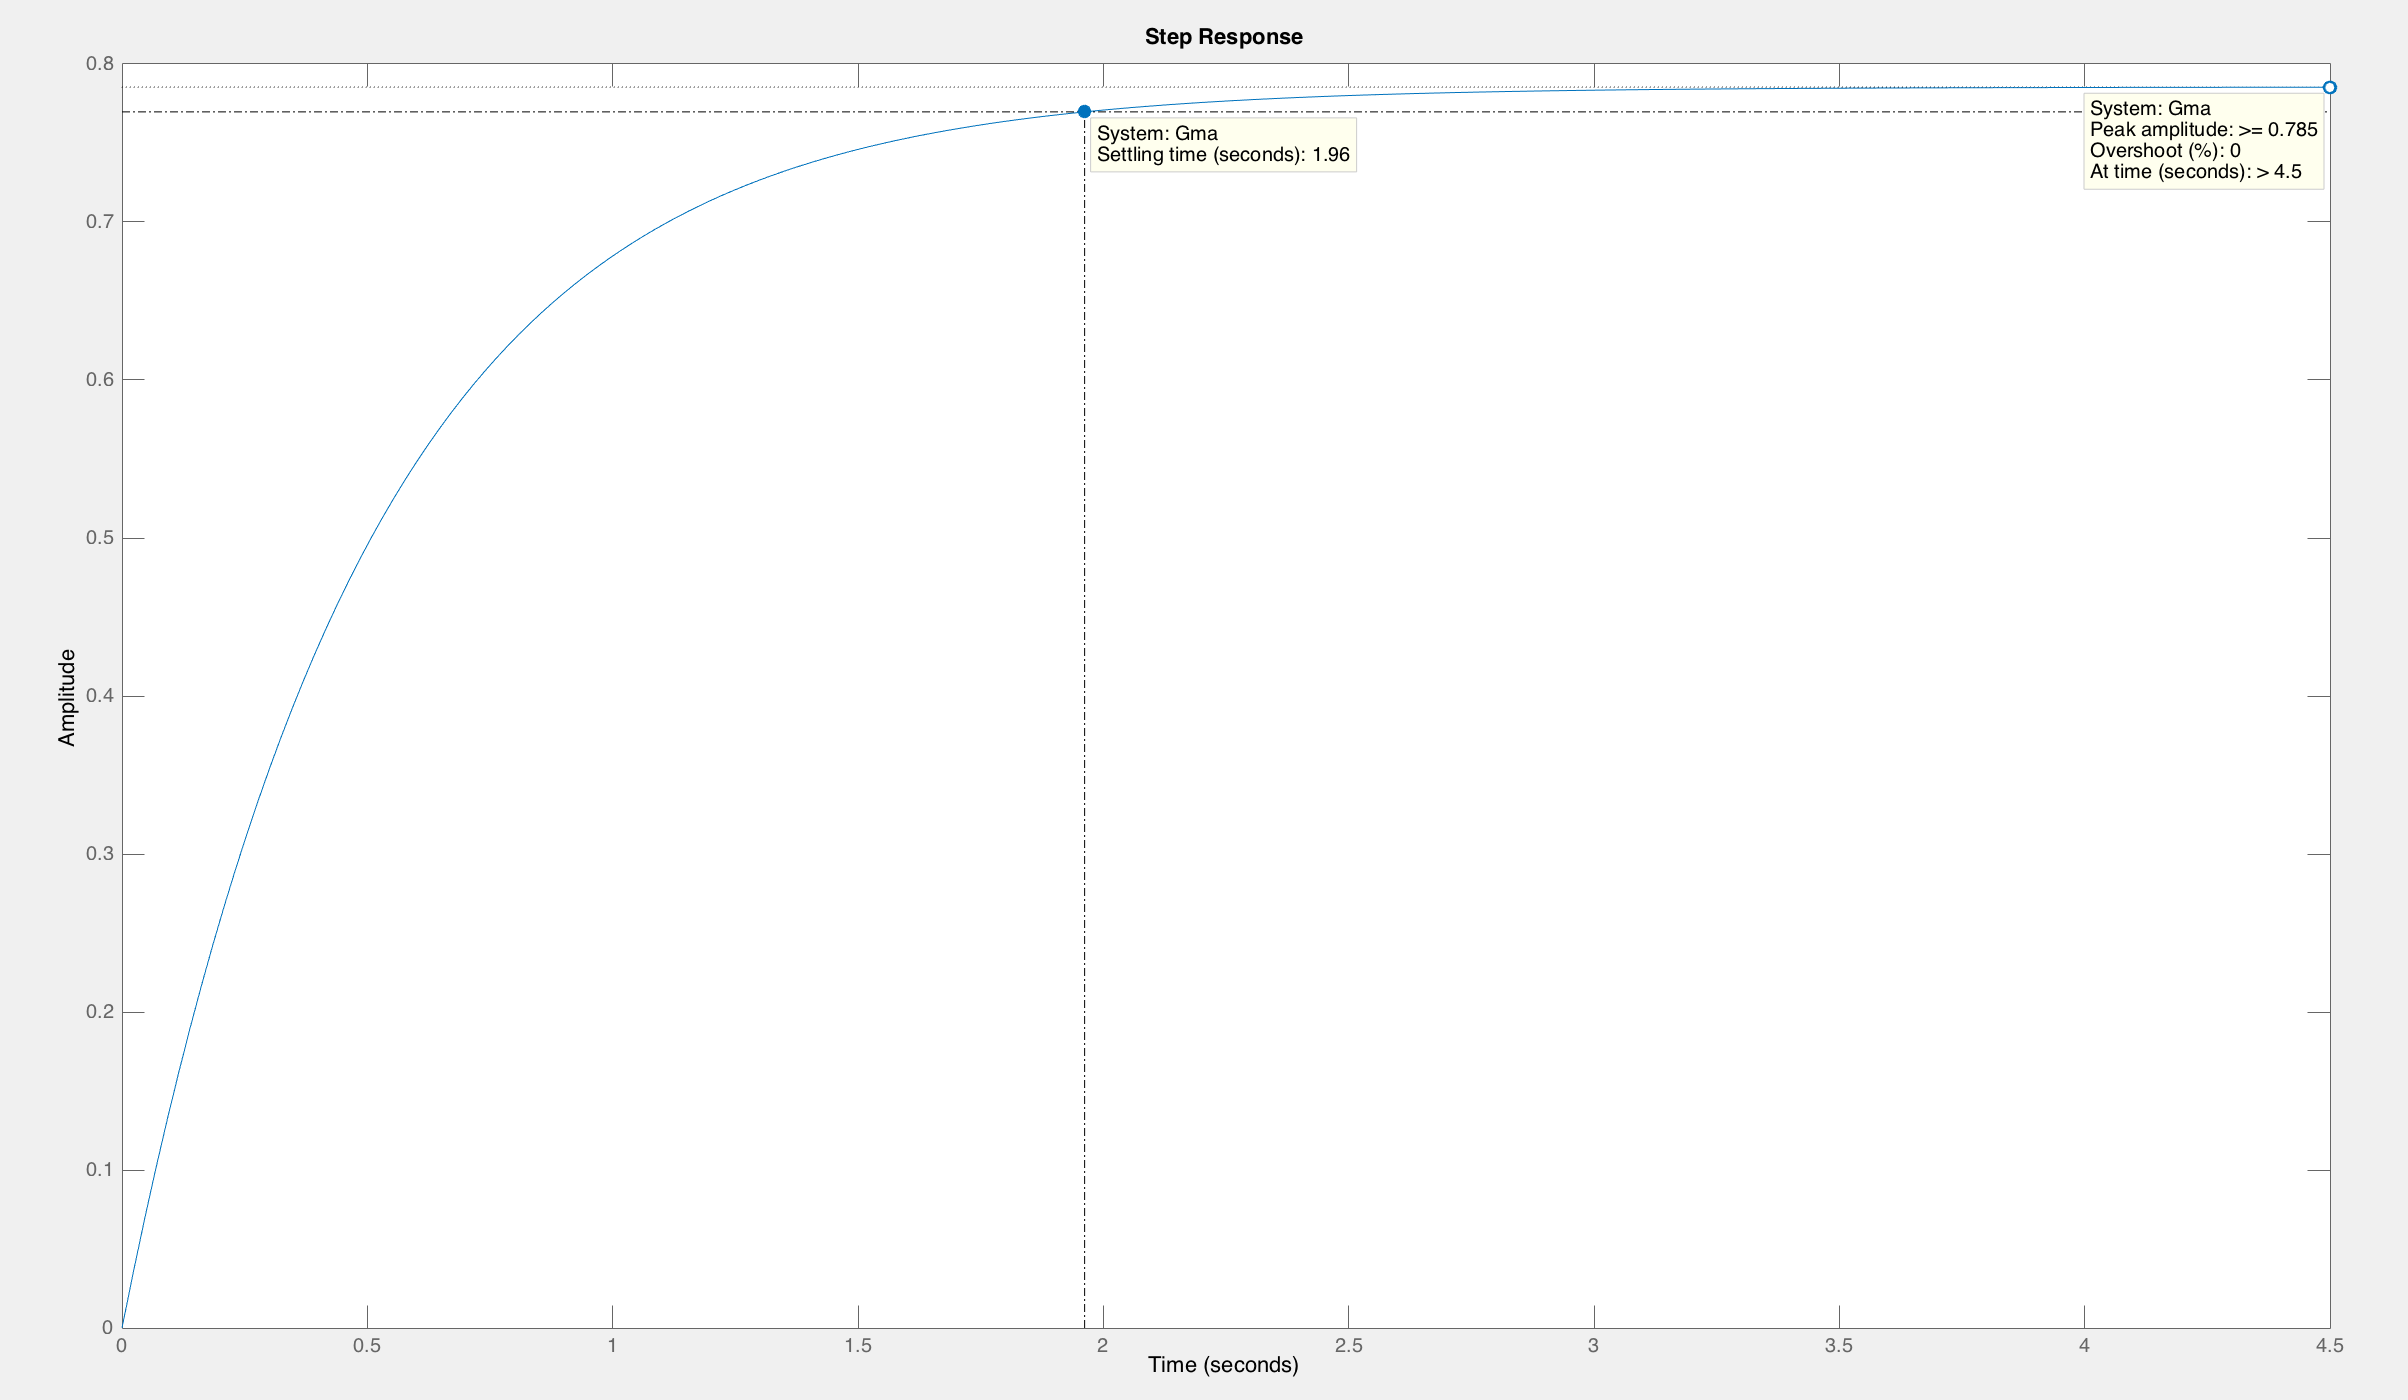 Step Response
0.8
0.7
0.6
0.5
0.4
0.3
0.2
0.1
0
Amplitude
System: Gma
Settling time (seconds): 1.96
System: Gma
Peak amplitude: >= 0.785
Overshoot (%): 0
At time (seconds): > 4.5
0 0.5 1 1.5 2 2.5 3 3.5 4 4.5
Time (seconds)